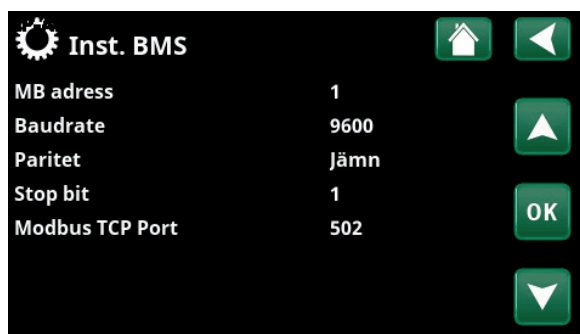 Inst. BMS
MB adress 1
Baudrate 9600
Paritet Jämn
Stop bit 1
OK
Modbus TCP Port 502